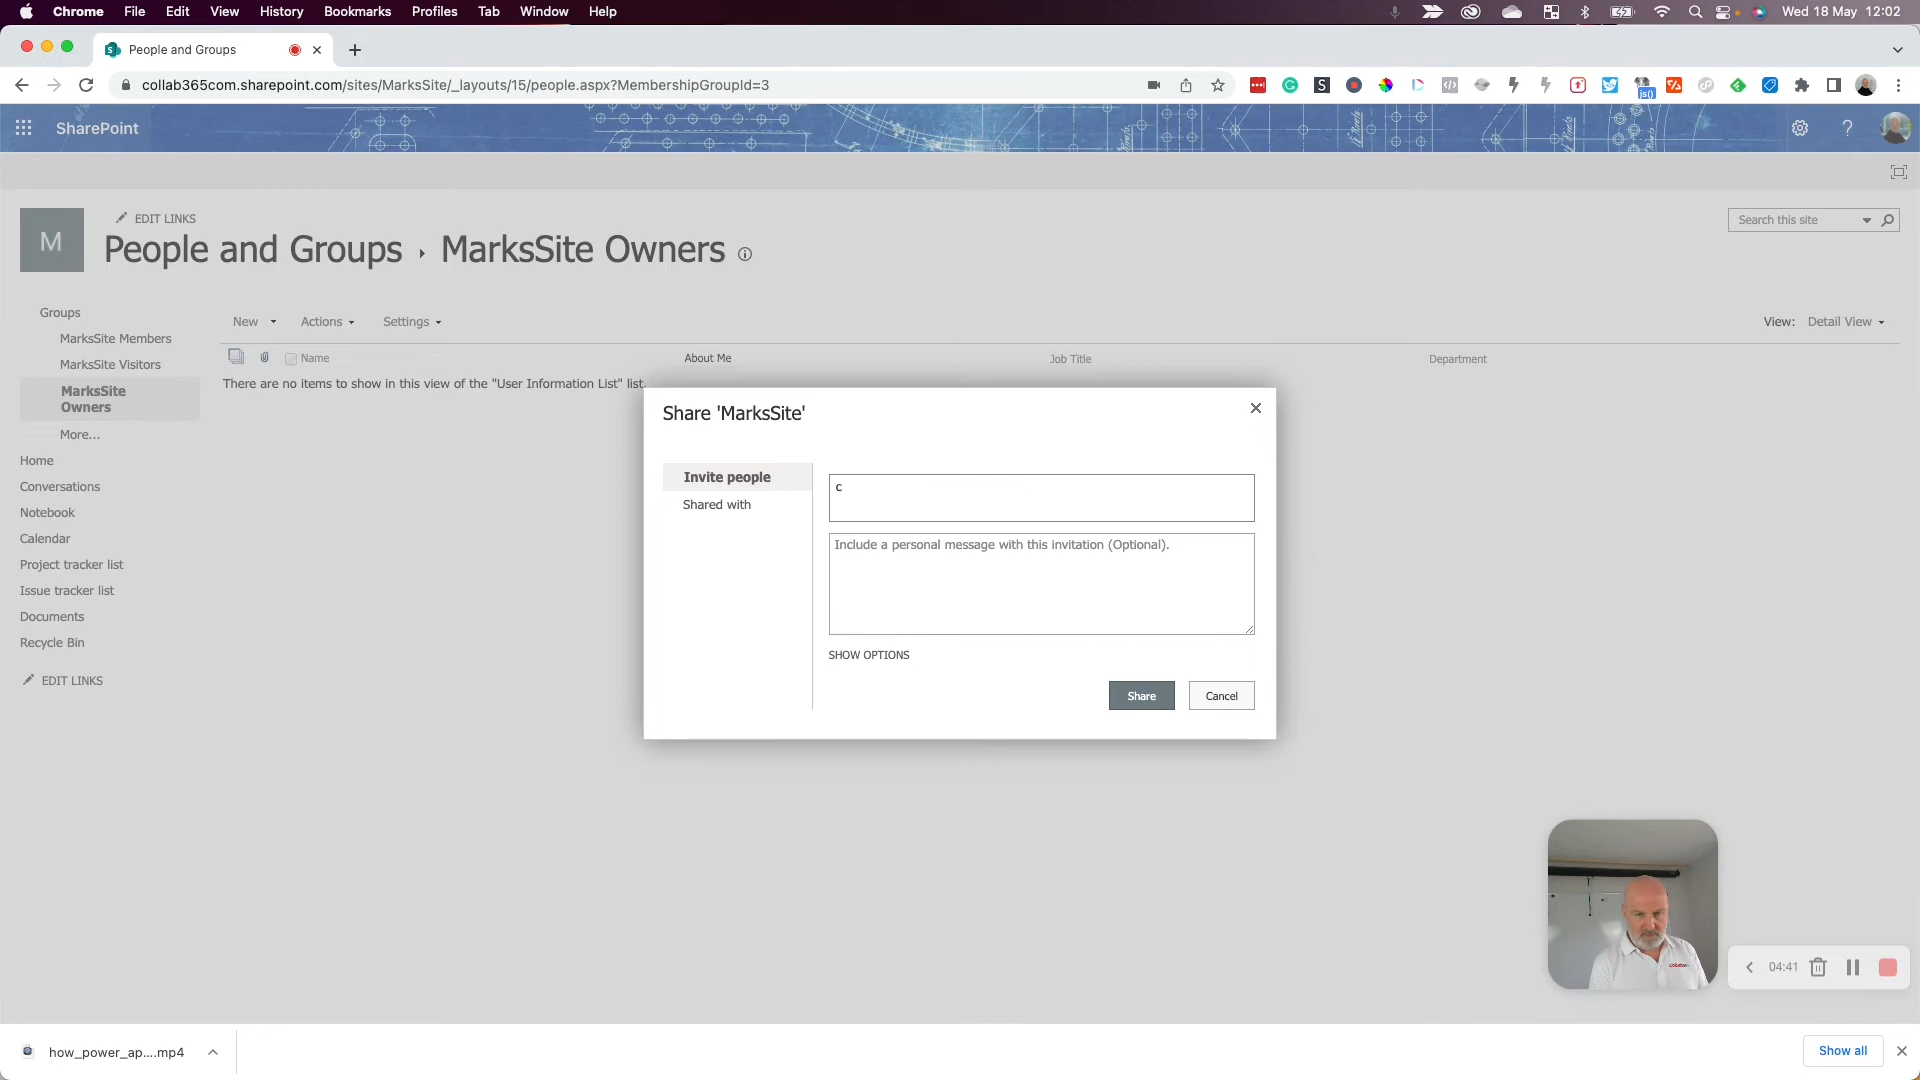 Chrome File Edit View History Bookmarks Profiles Tab Window Help Wed 18 May 12:02
People and Groups
collab365com.sharepoint.com/sites/MarksSite/_layouts/15/people.aspx?MembershipGroupId=3
SharePoint
EDIT LINKS
Search this site
M
People and Groups MarksSite Owners
Groups
MarksSite Members
MarksSite Visitors
MarksSite
Owners
More...
Home
Conversations
Notebook
Calendar
Project tracker list
Issue tracker list
Documents
Recycle Bin
EDIT LINKS
New Actions Settings View: Detail View
Name About Me Job Title Department
There are no items to show in this view of the "User Information List" list.
Share 'MarksSite'
Invite people
Shared with
c
Include a personal message with this invitation (Optional).
SHOW OPTIONS
Share Cancel
04:41
how_power_ap....mp4
Show all